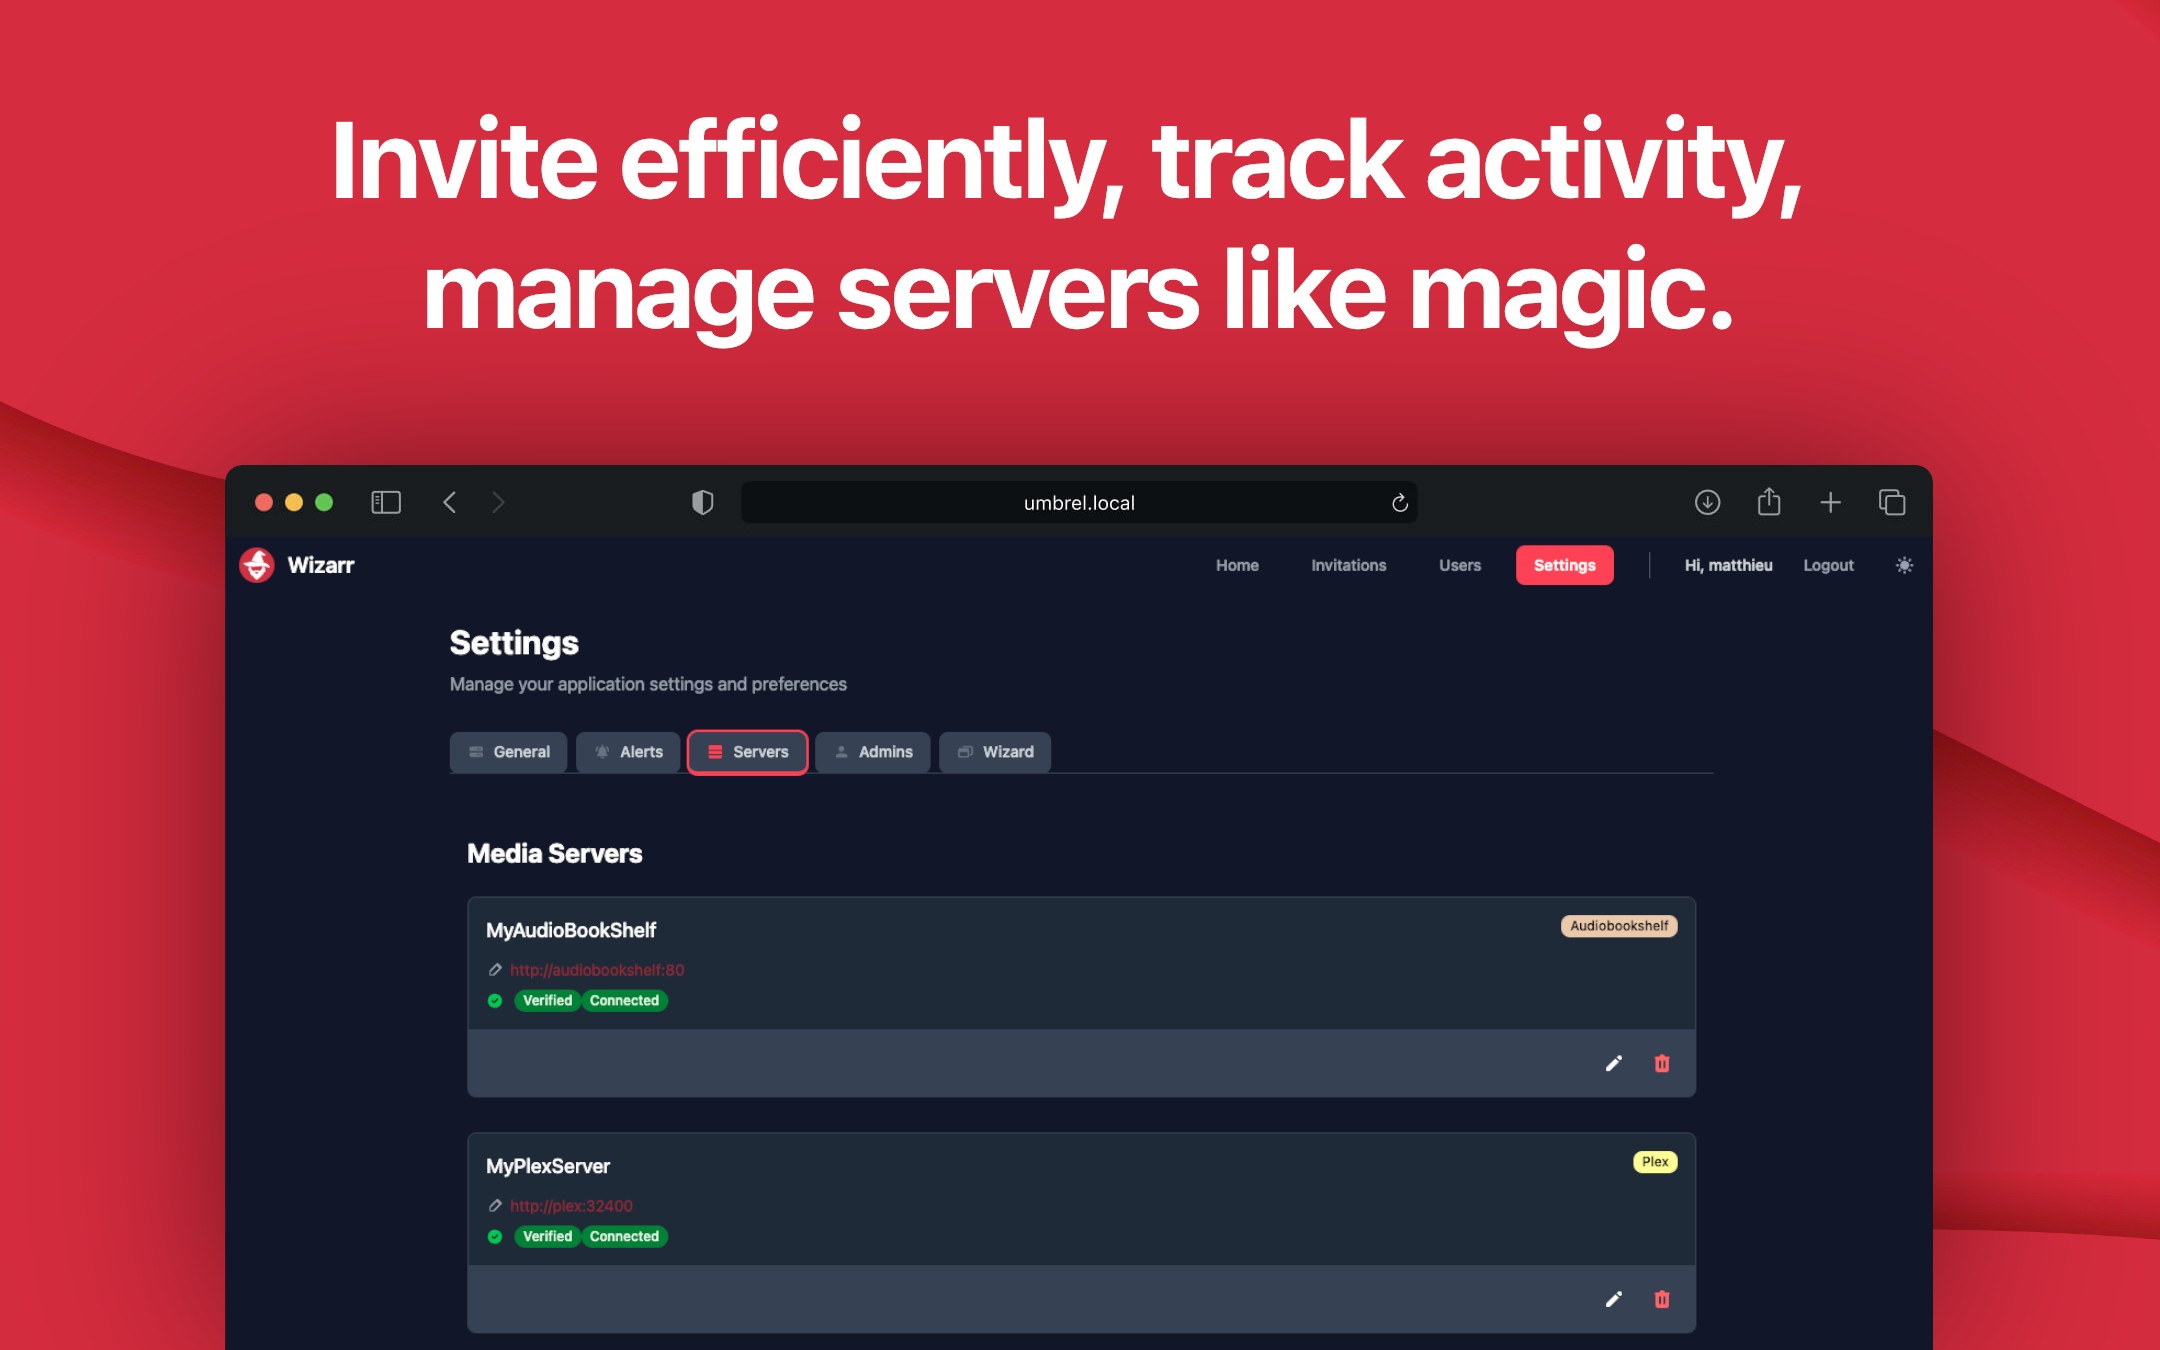 Invite efficiently, track activity,
manage servers like magic.
umbrel.local
Wizarr
Home Invitations Users Settings Hi, matthieu Logout
Settings
Manage your application settings and preferences
General Alerts Servers Admins Wizard
Media Servers
MyAudioBookShelf Audiobookshelf
http://audiobookshelf:80
Verified Connected
MyPlexServer Plex
http://plex:32400
Verified Connected